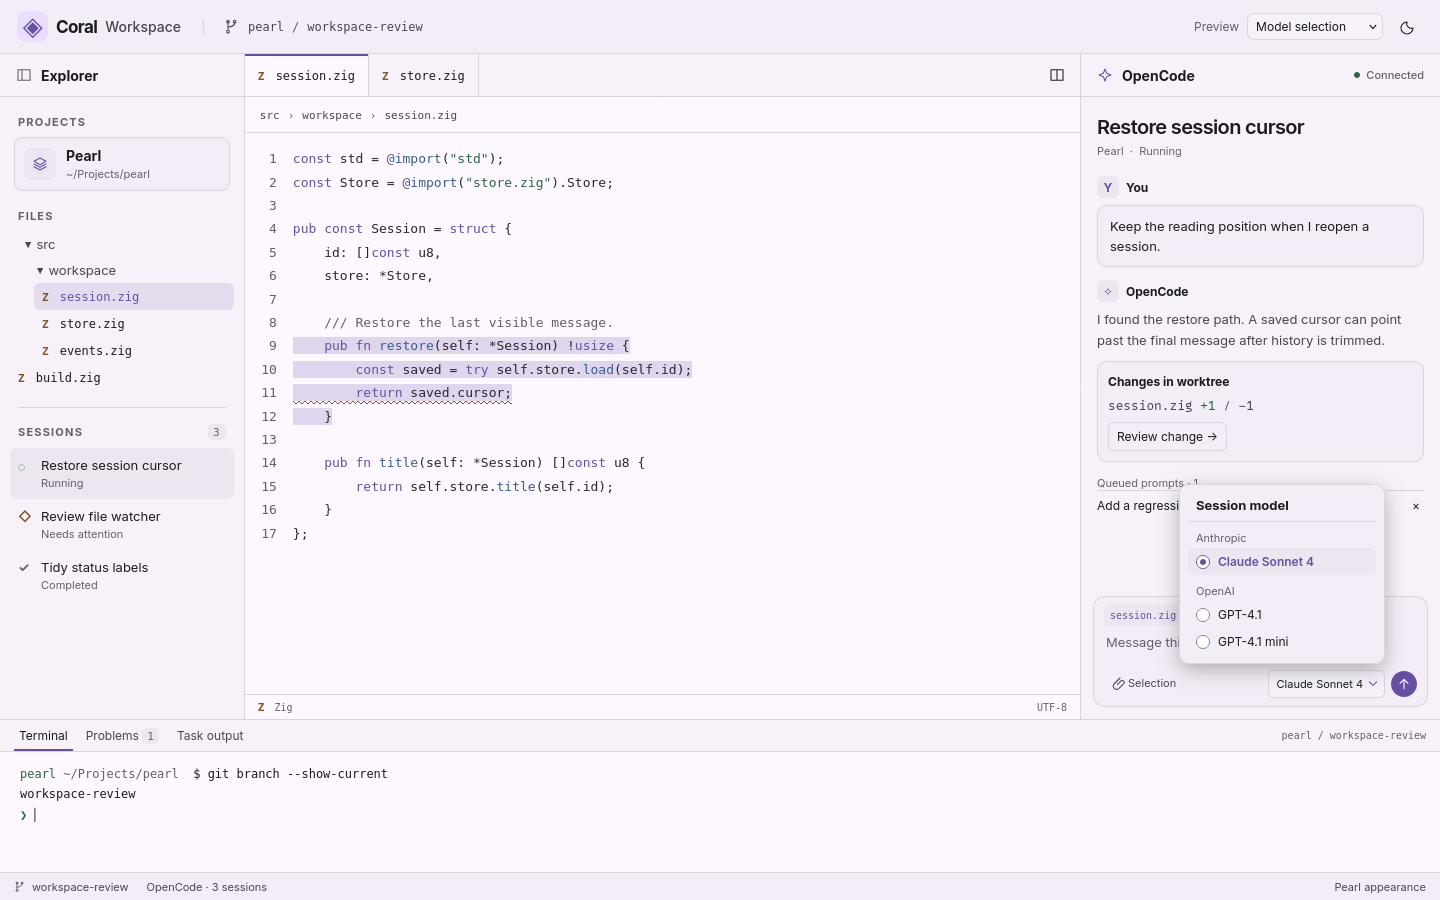 Coral Workspace
pearl / workspace-review
Preview
Model selection
Explorer
Z session.zig
Z store.zig
OpenCode
Connected
PROJECTS
Pearl
~/Projects/pearl
FILES
▾ src
▾ workspace
Z session.zig
Z store.zig
Z events.zig
Z build.zig
SESSIONS 3
Restore session cursor
Running
Review file watcher
Needs attention
Tidy status labels
Completed
src › workspace › session.zig
1 const std = @import("std");
2 const Store = @import("store.zig").Store;
3
4 pub const Session = struct {
5     id: []const u8,
6     store: *Store,
7
8     /// Restore the last visible message.
9     pub fn restore(self: *Session) !usize {
10         const saved = try self.store.load(self.id);
11         return saved.cursor;
12     }
13
14     pub fn title(self: *Session) []const u8 {
15         return self.store.title(self.id);
16     }
17 };
Z Zig
UTF-8
Restore session cursor
Pearl · Running
Y You
Keep the reading position when I reopen a
session.
OpenCode
I found the restore path. A saved cursor can point
past the final message after history is trimmed.
Changes in worktree
session.zig +1 / −1
Review change →
Queued prompts · 1
Add a regressi
×
Session model
Anthropic
Claude Sonnet 4
OpenAI
GPT-4.1
GPT-4.1 mini
session.zig
Message thi
Selection
Claude Sonnet 4
Terminal
Problems 1
Task output
pearl / workspace-review
pearl ~/Projects/pearl $ git branch --show-current
workspace-review
❯
workspace-review
OpenCode · 3 sessions
Pearl appearance